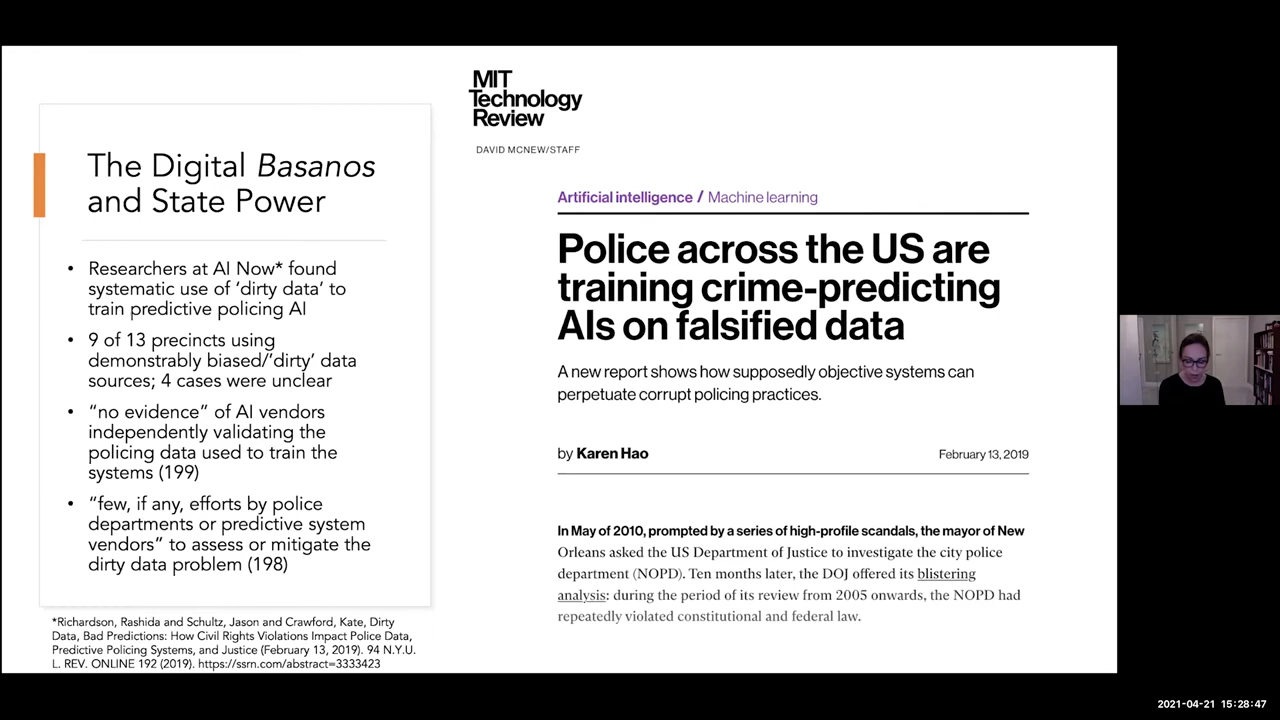 The Digital Basanos
and State Power
• Researchers at AI Now* found
systematic use of ‘dirty data’ to
train predictive policing AI
• 9 of 13 precincts using
demonstrably biased/‘dirty’ data
sources; 4 cases were unclear
• “no evidence” of AI vendors
independently validating the
policing data used to train the
systems (199)
• “few, if any, efforts by police
departments or predictive system
vendors” to assess or mitigate the
dirty data problem (198)
*Richardson, Rashida and Schultz, Jason and Crawford, Kate, Dirty
Data, Bad Predictions: How Civil Rights Violations Impact Police Data,
Predictive Policing Systems, and Justice (February 13, 2019). 94 N.Y.U.
L. REV. ONLINE 192 (2019). https://ssrn.com/abstract=3333423
MIT
Technology
Review
DAVID MCNEW/STAFF
Artificial intelligence / Machine learning
Police across the US are
training crime-predicting
AIs on falsified data
A new report shows how supposedly objective systems can
perpetuate corrupt policing practices.
by Karen Hao February 13, 2019
In May of 2010, prompted by a series of high-profile scandals, the mayor of New
Orleans asked the US Department of Justice to investigate the city police
department (NOPD). Ten months later, the DOJ offered its blistering
analysis: during the period of its review from 2005 onwards, the NOPD had
repeatedly violated constitutional and federal law.
2021-04-21 15:28:47